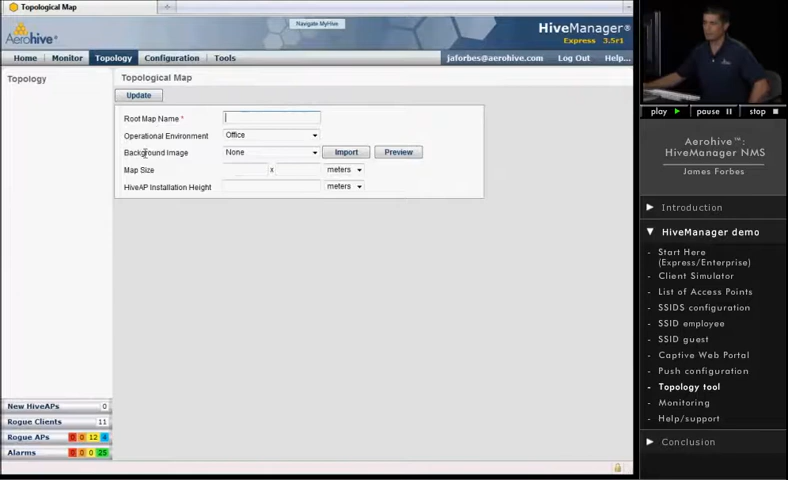 Topological Map
Navigate MyHive
Aerohive
NETWORKS
HiveManager®
Express 3.5r1
Home Monitor Topology Configuration Tools
jaforbes@aerohive.com Log Out Help...
Topology
Topological Map
Update
Root Map Name *
Operational Environment Office
Background Image None Import Preview
Map Size x meters
HiveAP Installation Height meters
New HiveAPs 0
Rogue Clients 11
Rogue APs 0 0 12 4
Alarms 0 0 0 25
play pause stop
Aerohive™:
HiveManager NMS
James Forbes
Introduction
HiveManager demo
- Start Here
(Express/Enterprise)
- Client Simulator
- List of Access Points
- SSIDS configuration
- SSID employee
- SSID guest
- Captive Web Portal
- Push configuration
- Topology tool
- Monitoring
- Help/support
Conclusion